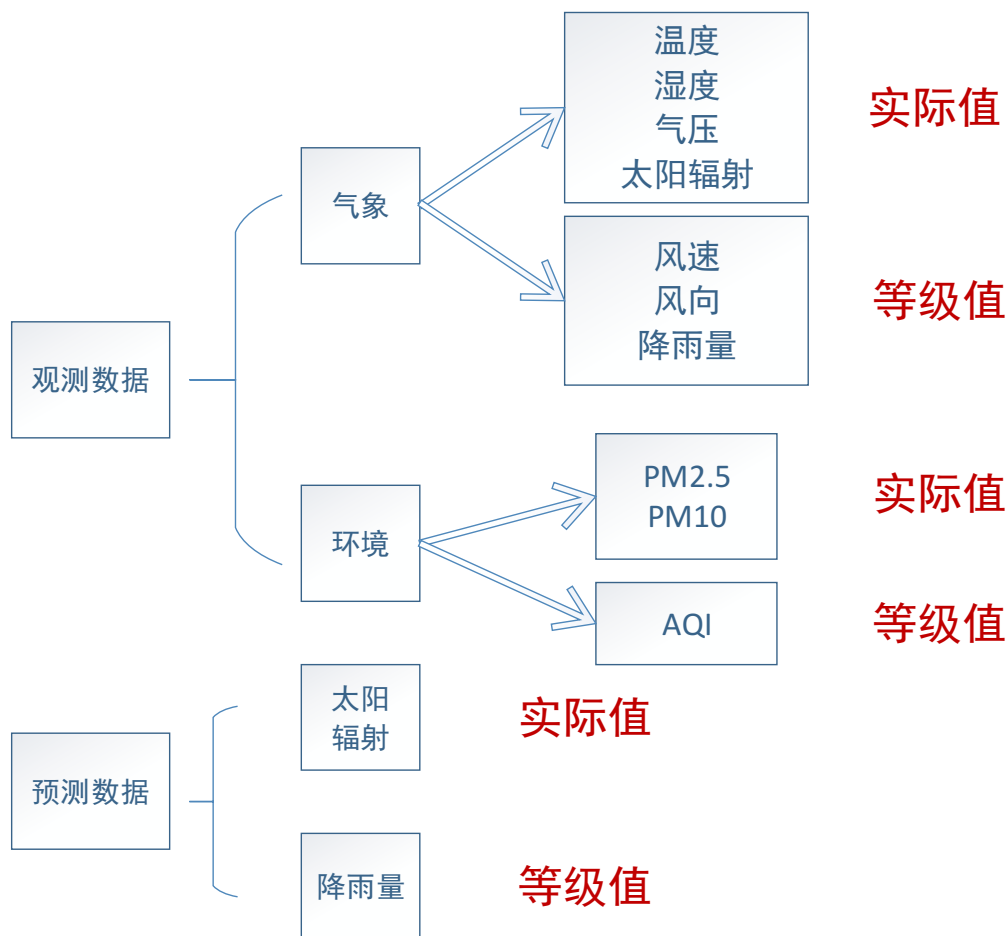 温度
湿度
气压
太阳辐射
实际值
气象
风速
风向
降雨量
等级值
观测数据
PM2.5
PM10
实际值
环境
AQI
等级值
太阳
辐射
实际值
预测数据
降雨量
等级值